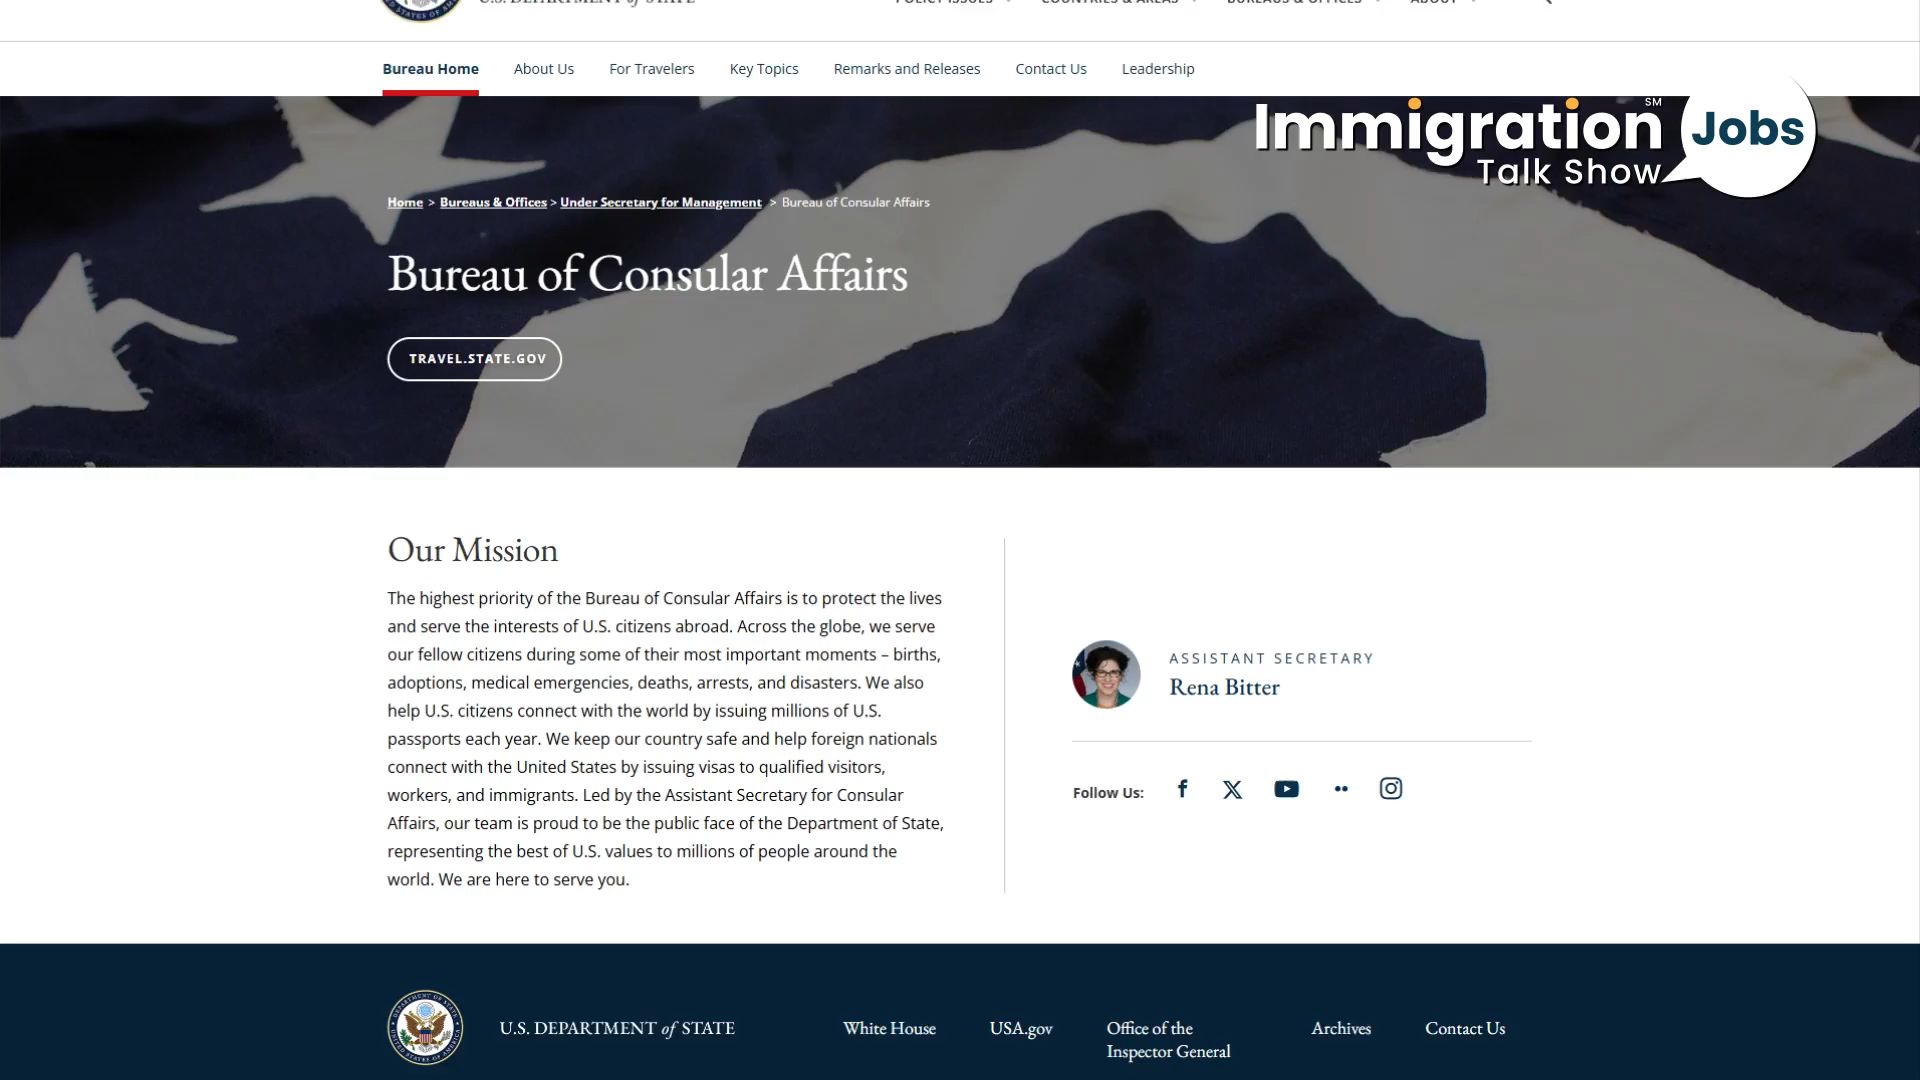 U.S. DEPARTMENT of STATE
POLICY ISSUES COUNTRIES & AREAS BUREAUS & OFFICES ABOUT
Bureau Home About Us For Travelers Key Topics Remarks and Releases Contact Us Leadership
Immigration SM Jobs
Talk Show
Home > Bureaus & Offices > Under Secretary for Management > Bureau of Consular Affairs
Bureau of Consular Affairs
TRAVEL.STATE.GOV
Our Mission
The highest priority of the Bureau of Consular Affairs is to protect the lives
and serve the interests of U.S. citizens abroad. Across the globe, we serve
our fellow citizens during some of their most important moments – births,
adoptions, medical emergencies, deaths, arrests, and disasters. We also
help U.S. citizens connect with the world by issuing millions of U.S.
passports each year. We keep our country safe and help foreign nationals
connect with the United States by issuing visas to qualified visitors,
workers, and immigrants. Led by the Assistant Secretary for Consular
Affairs, our team is proud to be the public face of the Department of State,
representing the best of U.S. values to millions of people around the
world. We are here to serve you.
ASSISTANT SECRETARY
Rena Bitter
Follow Us:
U.S. DEPARTMENT of STATE
White House USA.gov Office of the Archives Contact Us
Inspector General